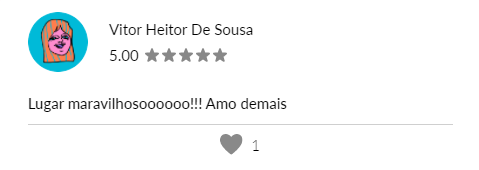 Vitor Heitor De Sousa
5.00
Lugar maravilhosoooooo!!! Amo demais
1